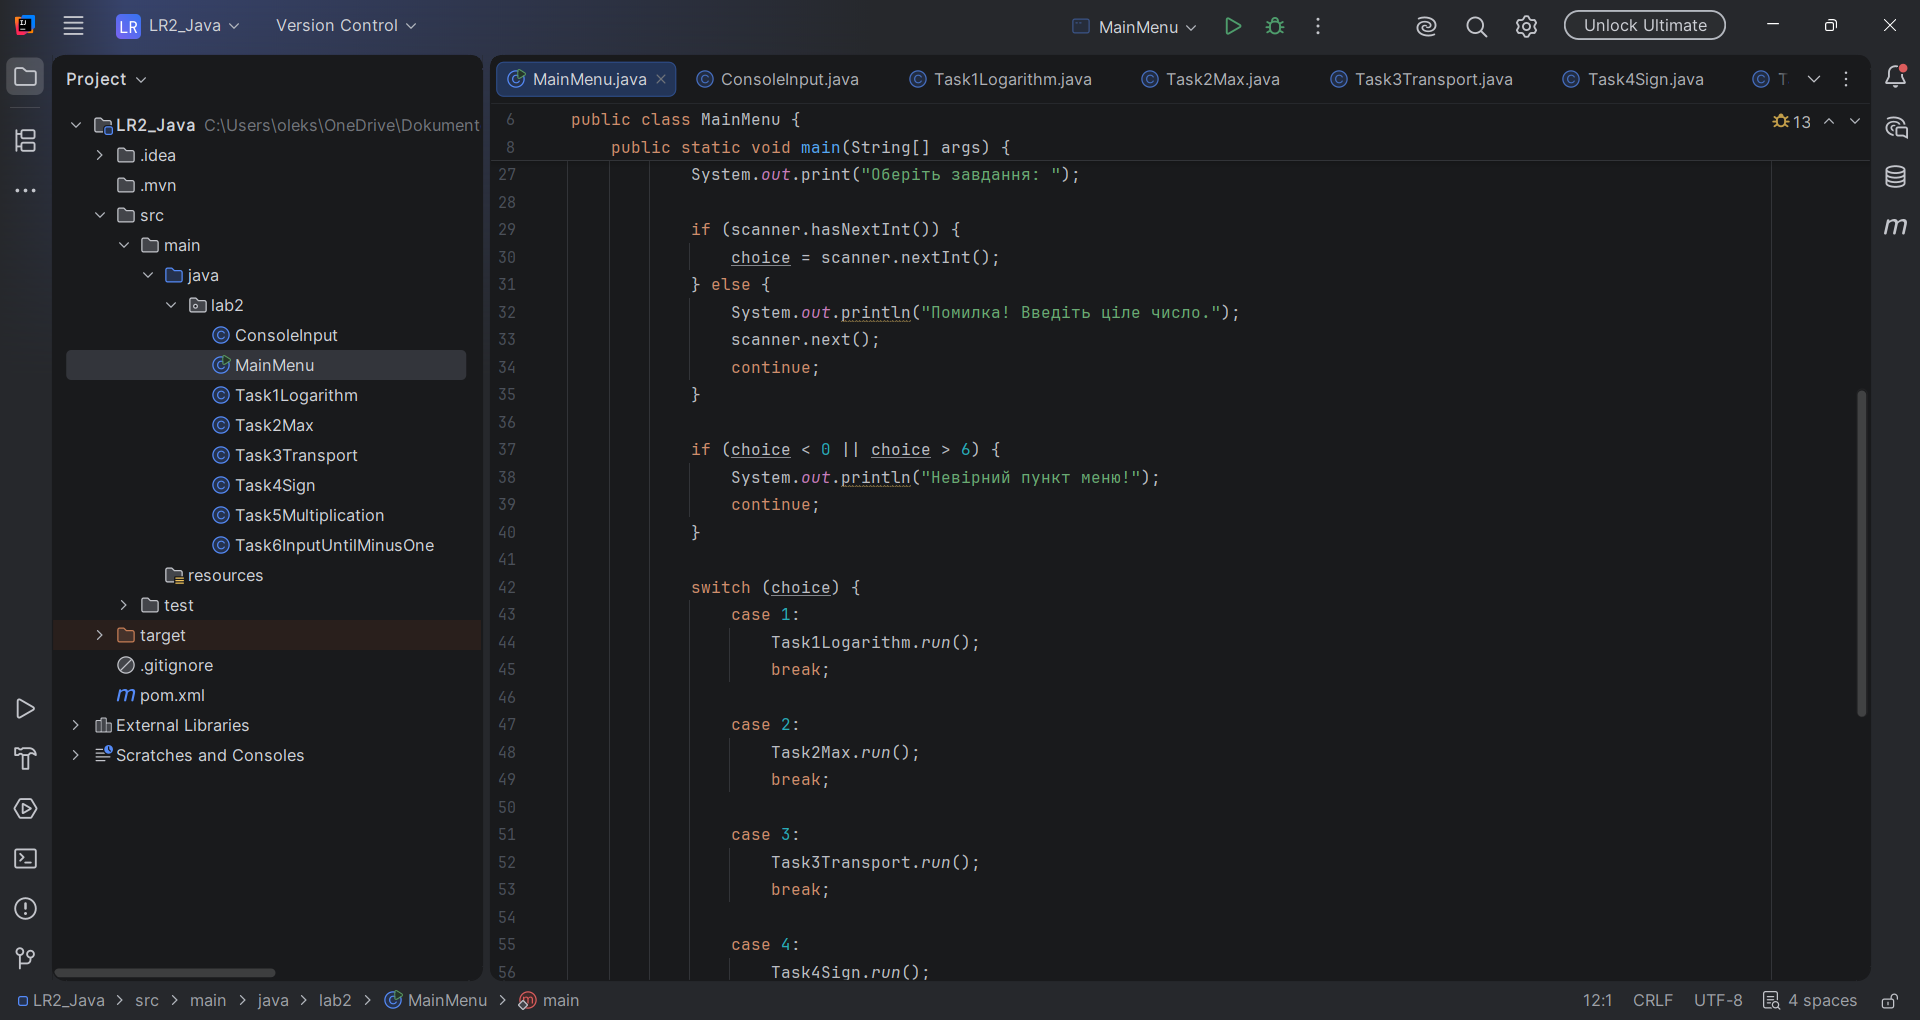 LR LR2_Java Version Control MainMenu Unlock Ultimate
Project
LR2_Java C:\Users\oleks\OneDrive\Dokument
.idea
.mvn
src
main
java
lab2
ConsoleInput
MainMenu
Task1Logarithm
Task2Max
Task3Transport
Task4Sign
Task5Multiplication
Task6InputUntilMinusOne
resources
test
target
.gitignore
m pom.xml
External Libraries
Scratches and Consoles
MainMenu.java ConsoleInput.java Task1Logarithm.java Task2Max.java Task3Transport.java Task4Sign.java T
13
6 public class MainMenu {
8 public static void main(String[] args) {
27 System.out.print("Оберіть завдання: ");
28
29 if (scanner.hasNextInt()) {
30 choice = scanner.nextInt();
31 } else {
32 System.out.println("Помилка! Введіть ціле число.");
33 scanner.next();
34 continue;
35 }
36
37 if (choice < 0 || choice > 6) {
38 System.out.println("Невірний пункт меню!");
39 continue;
40 }
41
42 switch (choice) {
43 case 1:
44 Task1Logarithm.run();
45 break;
46
47 case 2:
48 Task2Max.run();
49 break;
50
51 case 3:
52 Task3Transport.run();
53 break;
54
55 case 4:
56 Task4Sign.run();
m
LR2_Java > src > main > java > lab2 > MainMenu > main
12:1 CRLF UTF-8 4 spaces